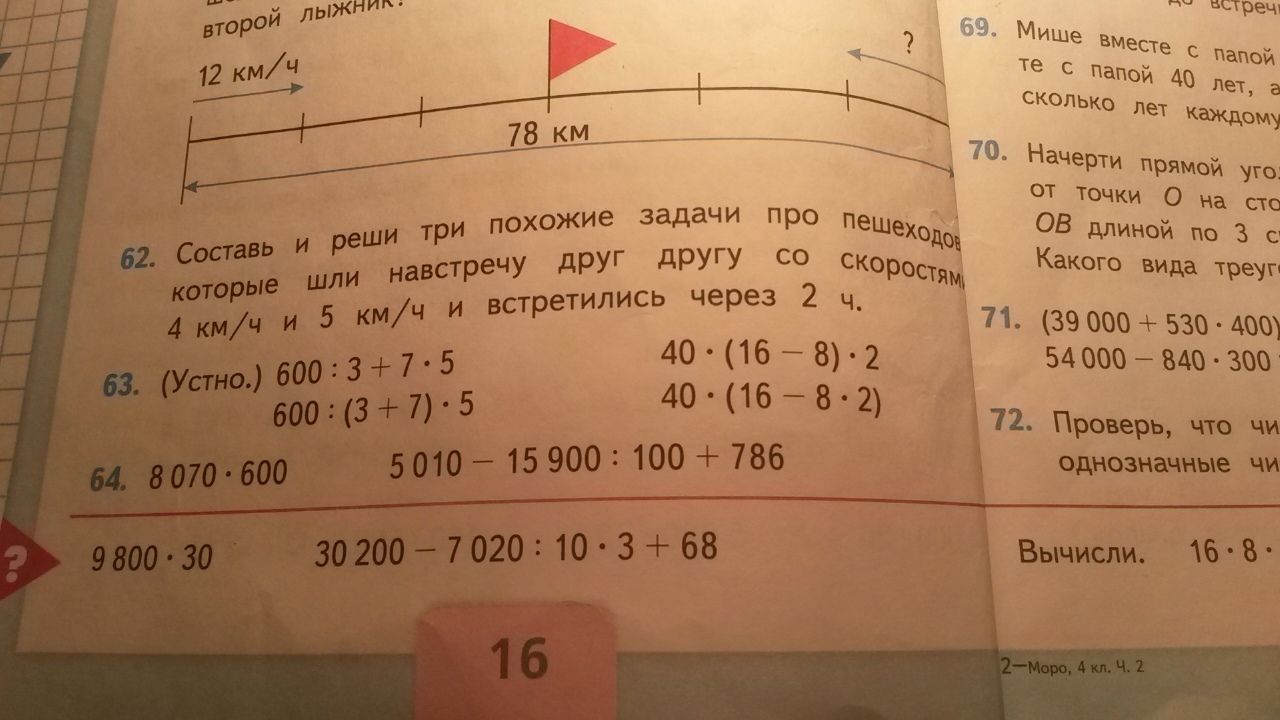 второй лыжник?
12 км/ч
?
78 км
62. Составь и реши три похожие задачи про пешеходов
которые шли навстречу друг другу со скоростями
4 км/ч и 5 км/ч и встретились через 2 ч.
63. (Устно.) 600 : 3 + 7 · 5 40 · (16 − 8) · 2
600 : (3 + 7) · 5 40 · (16 − 8 · 2)
64. 8 070 · 600 5 010 − 15 900 : 100 + 786
? 9 800 · 30 30 200 − 7 020 : 10 · 3 + 68
16
встреч
69. Мише вместе с папой
те с папой 40 лет, а
сколько лет каждому
70. Начерти прямой уго
от точки О на сто
ОВ длиной по 3 с
Какого вида треуг
71. (39 000 + 530 · 400)
54 000 − 840 · 300
72. Проверь, что чи
однозначные чи
Вычисли. 16 · 8 ·
2—Моро, 4 кл. Ч. 2